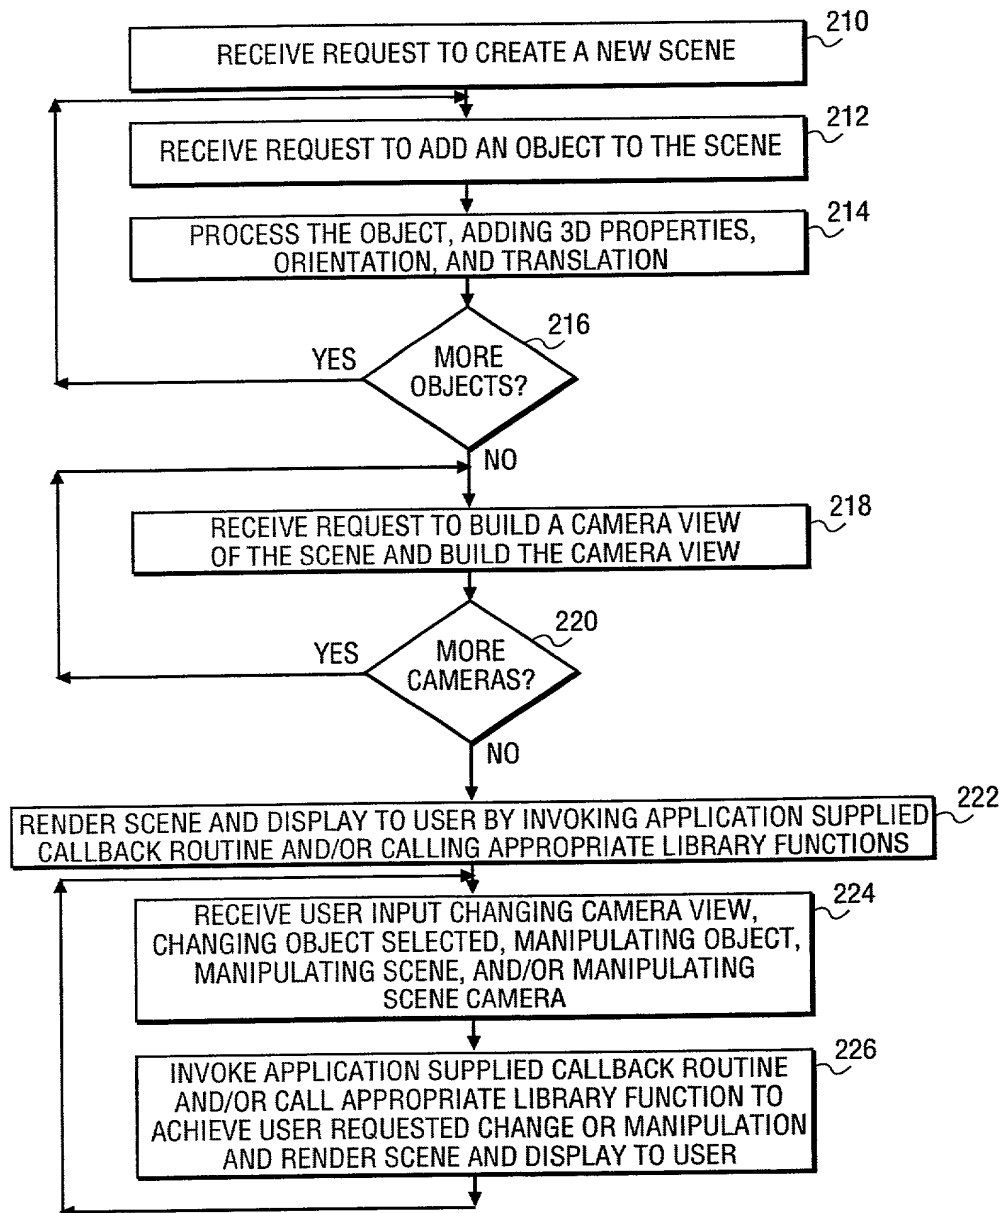 210
RECEIVE REQUEST TO CREATE A NEW SCENE
212
RECEIVE REQUEST TO ADD AN OBJECT TO THE SCENE
214
PROCESS THE OBJECT, ADDING 3D PROPERTIES,
ORIENTATION, AND TRANSLATION
216
YES
MORE
OBJECTS?
NO
218
RECEIVE REQUEST TO BUILD A CAMERA VIEW
OF THE SCENE AND BUILD THE CAMERA VIEW
220
YES
MORE
CAMERAS?
NO
222
RENDER SCENE AND DISPLAY TO USER BY INVOKING APPLICATION SUPPLIED
CALLBACK ROUTINE AND/OR CALLING APPROPRIATE LIBRARY FUNCTIONS
224
RECEIVE USER INPUT CHANGING CAMERA VIEW,
CHANGING OBJECT SELECTED, MANIPULATING OBJECT,
MANIPULATING SCENE, AND/OR MANIPULATING
SCENE CAMERA
226
INVOKE APPLICATION SUPPLIED CALLBACK ROUTINE
AND/OR CALL APPROPRIATE LIBRARY FUNCTION TO
ACHIEVE USER REQUESTED CHANGE OR MANIPULATION
AND RENDER SCENE AND DISPLAY TO USER